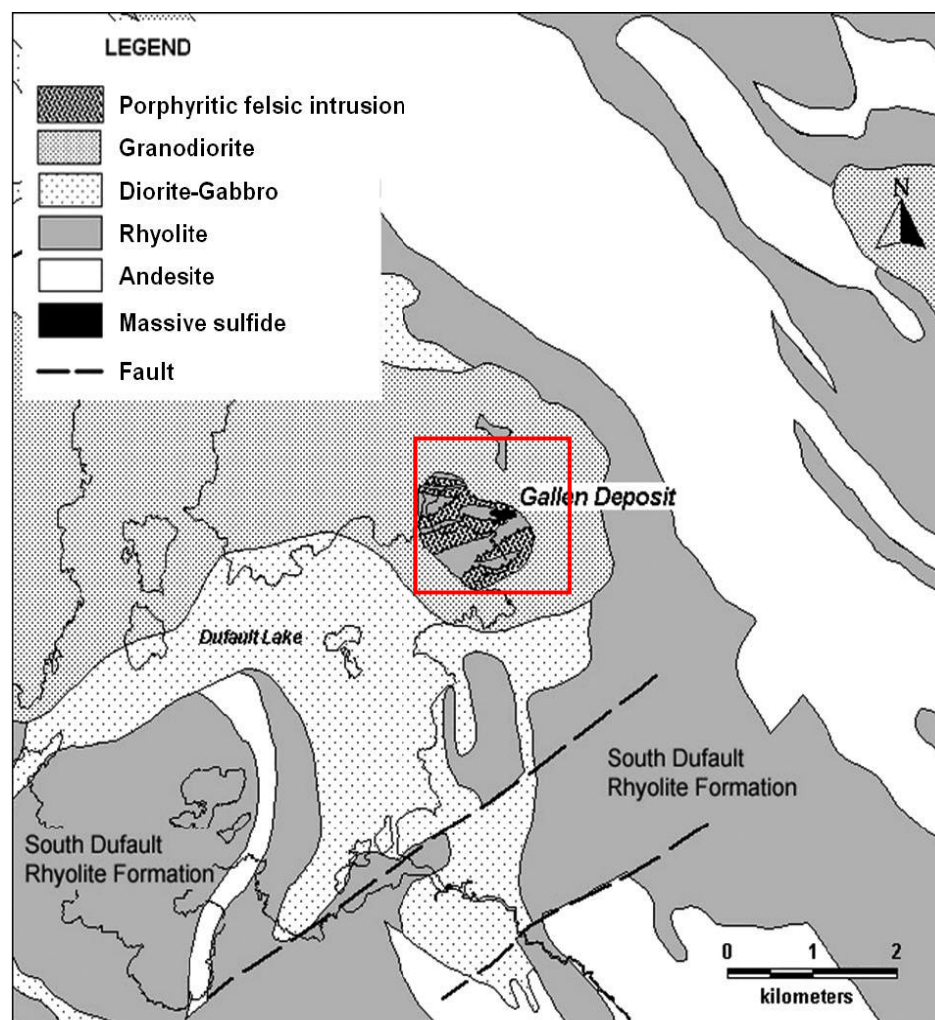 LEGEND
Porphyritic felsic intrusion
Granodiorite
Diorite-Gabbro
Rhyolite
Andesite
Massive sulfide
Fault
N
Gallen Deposit
Dufault Lake
South Dufault
Rhyolite Formation
South Dufault
Rhyolite Formation
0 1 2
kilometers